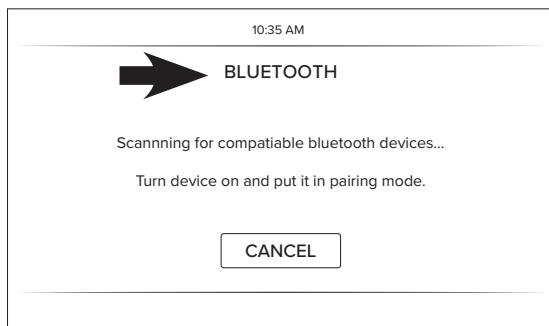 10:35 AM
BLUETOOTH
Scannning for compatiable bluetooth devices...
Turn device on and put it in pairing mode.
CANCEL